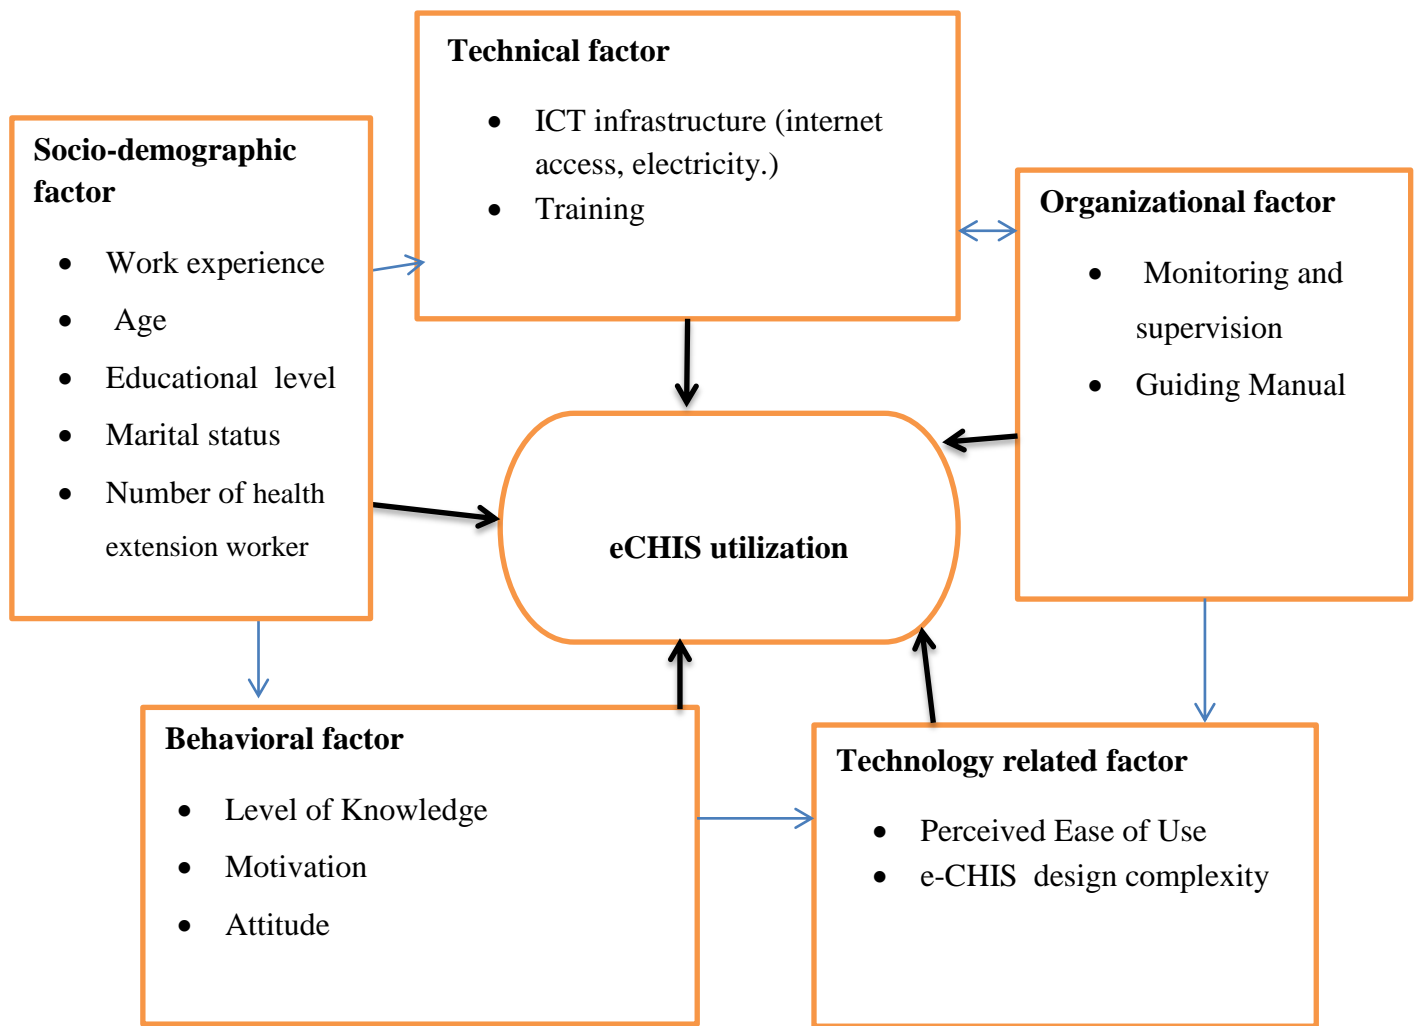 Technical factor
• ICT infrastructure (internet
access, electricity.)
• Training
Socio-demographic
factor
• Work experience
• Age
• Educational level
• Marital status
• Number of health
extension worker
Organizational factor
• Monitoring and
supervision
• Guiding Manual
eCHIS utilization
Behavioral factor
• Level of Knowledge
• Motivation
• Attitude
Technology related factor
• Perceived Ease of Use
• e-CHIS design complexity